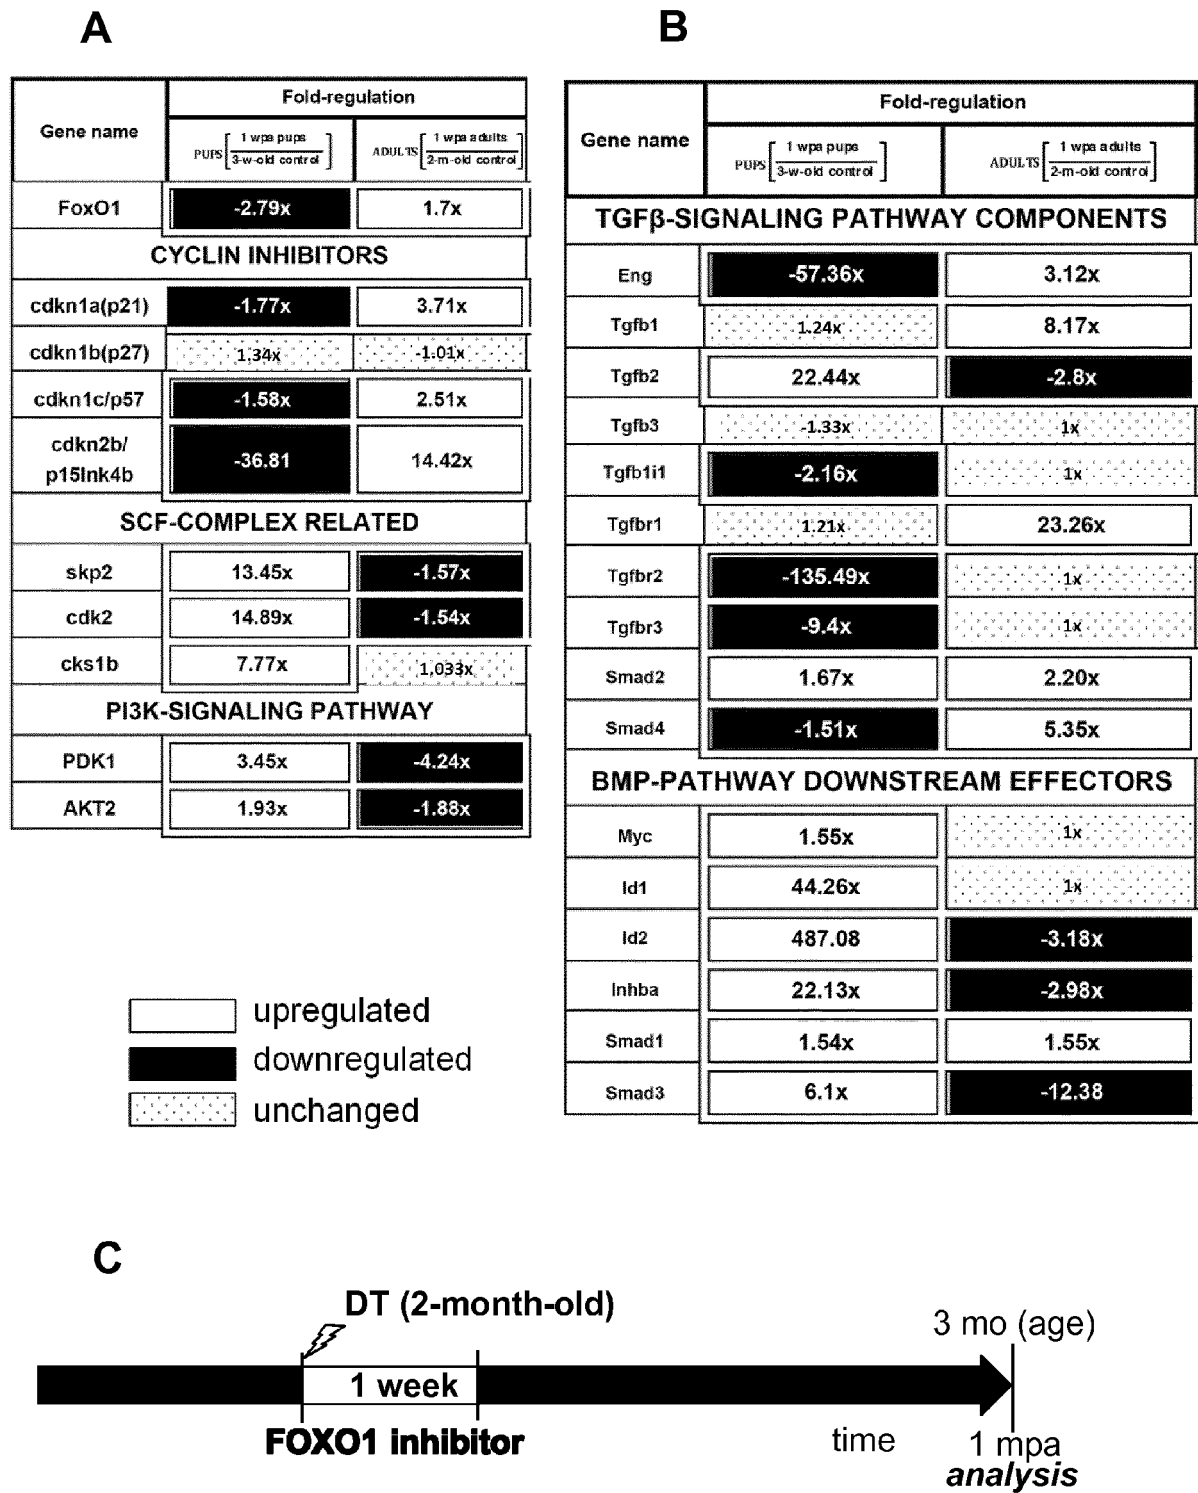 A
Gene name
Fold-regulation
PUPS [ 1 wpa pups / 3-w-old control ]
ADULTS [ 1 wpa adults / 2-m-old control ]
FoxO1 -2.79x 1.7x
CYCLIN INHIBITORS
cdkn1a(p21) -1.77x 3.71x
cdkn1b(p27) 1.34x -1.01x
cdkn1c/p57 -1.58x 2.51x
cdkn2b/
p15Ink4b -36.81 14.42x
SCF-COMPLEX RELATED
skp2 13.45x -1.57x
cdk2 14.89x -1.54x
cks1b 7.77x 1.033x
PI3K-SIGNALING PATHWAY
PDK1 3.45x -4.24x
AKT2 1.93x -1.88x
upregulated
downregulated
unchanged
B
Gene name
Fold-regulation
PUPS [ 1 wpa pups / 3-w-old control ]
ADULTS [ 1 wpa adults / 2-m-old control ]
TGFβ-SIGNALING PATHWAY COMPONENTS
Eng -57.36x 3.12x
Tgfb1 1.24x 8.17x
Tgfb2 22.44x -2.8x
Tgfb3 -1.33x 1x
Tgfb1i1 -2.16x 1x
Tgfbr1 1.21x 23.26x
Tgfbr2 -135.49x 1x
Tgfbr3 -9.4x 1x
Smad2 1.67x 2.20x
Smad4 -1.51x 5.35x
BMP-PATHWAY DOWNSTREAM EFFECTORS
Myc 1.55x 1x
Id1 44.26x 1x
Id2 487.08 -3.18x
Inhba 22.13x -2.98x
Smad1 1.54x 1.55x
Smad3 6.1x -12.38
C
DT (2-month-old)
3 mo (age)
1 week
FOXO1 inhibitor
time
1 mpa
analysis